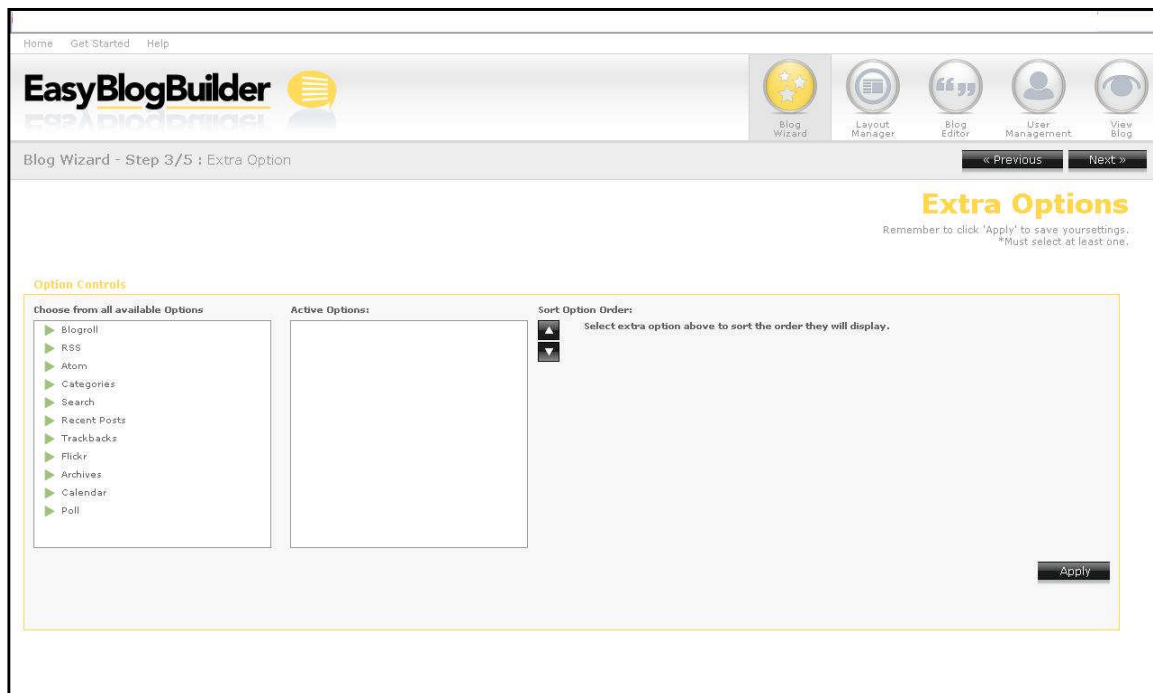 Home Get Started Help
EasyBlogBuilder
Blog Wizard
Layout Manager
Blog Editor
User Management
View Blog
Blog Wizard - Step 3/5 : Extra Option
« Previous Next »
Extra Options
Remember to click 'Apply' to save yoursettings.
*Must select at least one.
Option Controls
Choose from all available Options
Blogroll
RSS
Atom
Categories
Search
Recent Posts
Trackbacks
Flickr
Archives
Calendar
Poll
Active Options:
Sort Option Order:
Select extra option above to sort the order they will display.
Apply